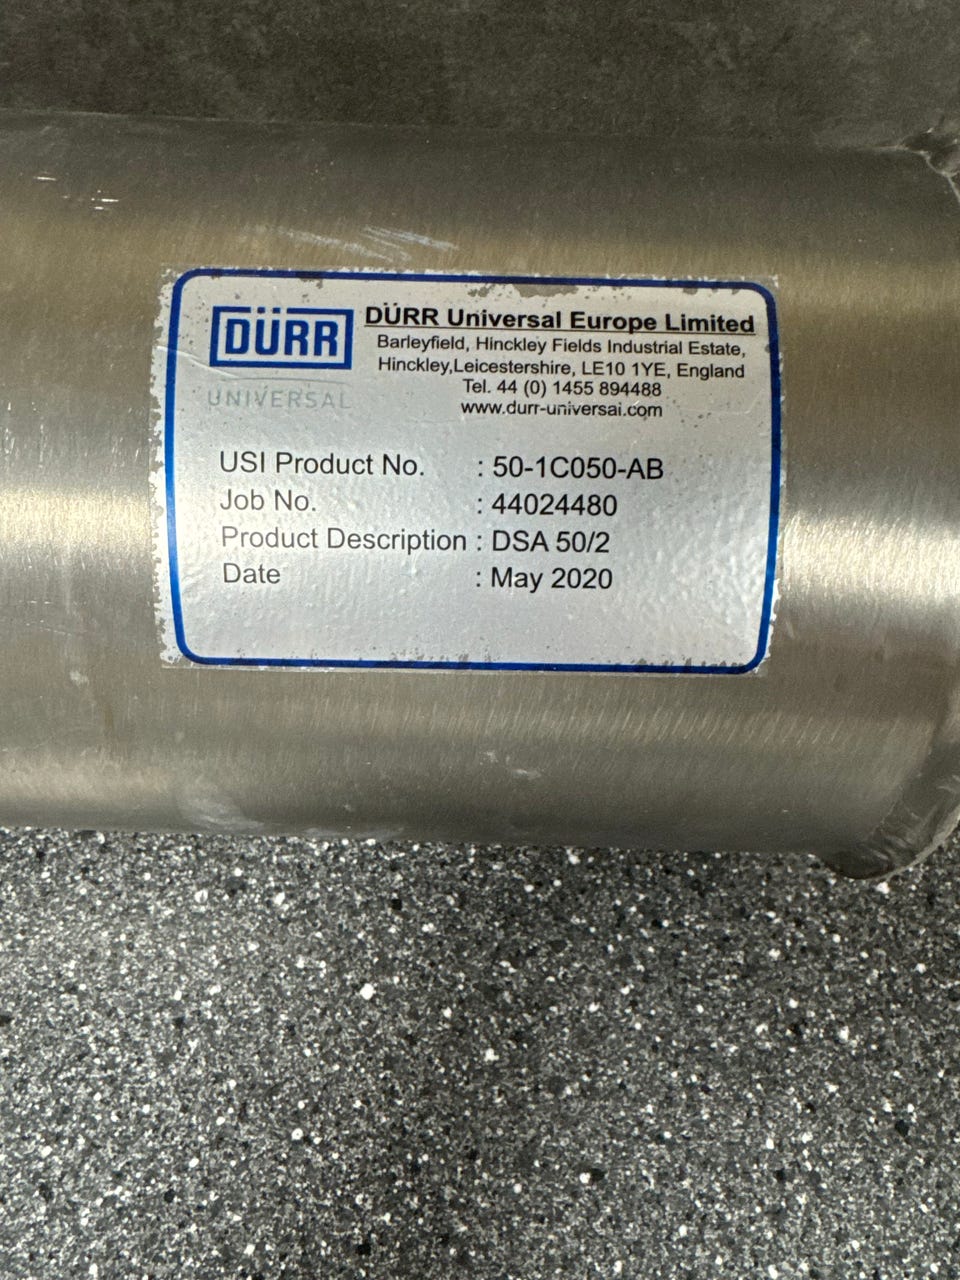 DÜRR
UNIVERSAL
DÜRR Universal Europe Limited
Barleyfield, Hinckley Fields Industrial Estate,
Hinckley,Leicestershire, LE10 1YE, England
Tel. 44 (0) 1455 894488
www.durr-universal.com
USI Product No. : 50-1C050-AB
Job No. : 44024480
Product Description : DSA 50/2
Date : May 2020